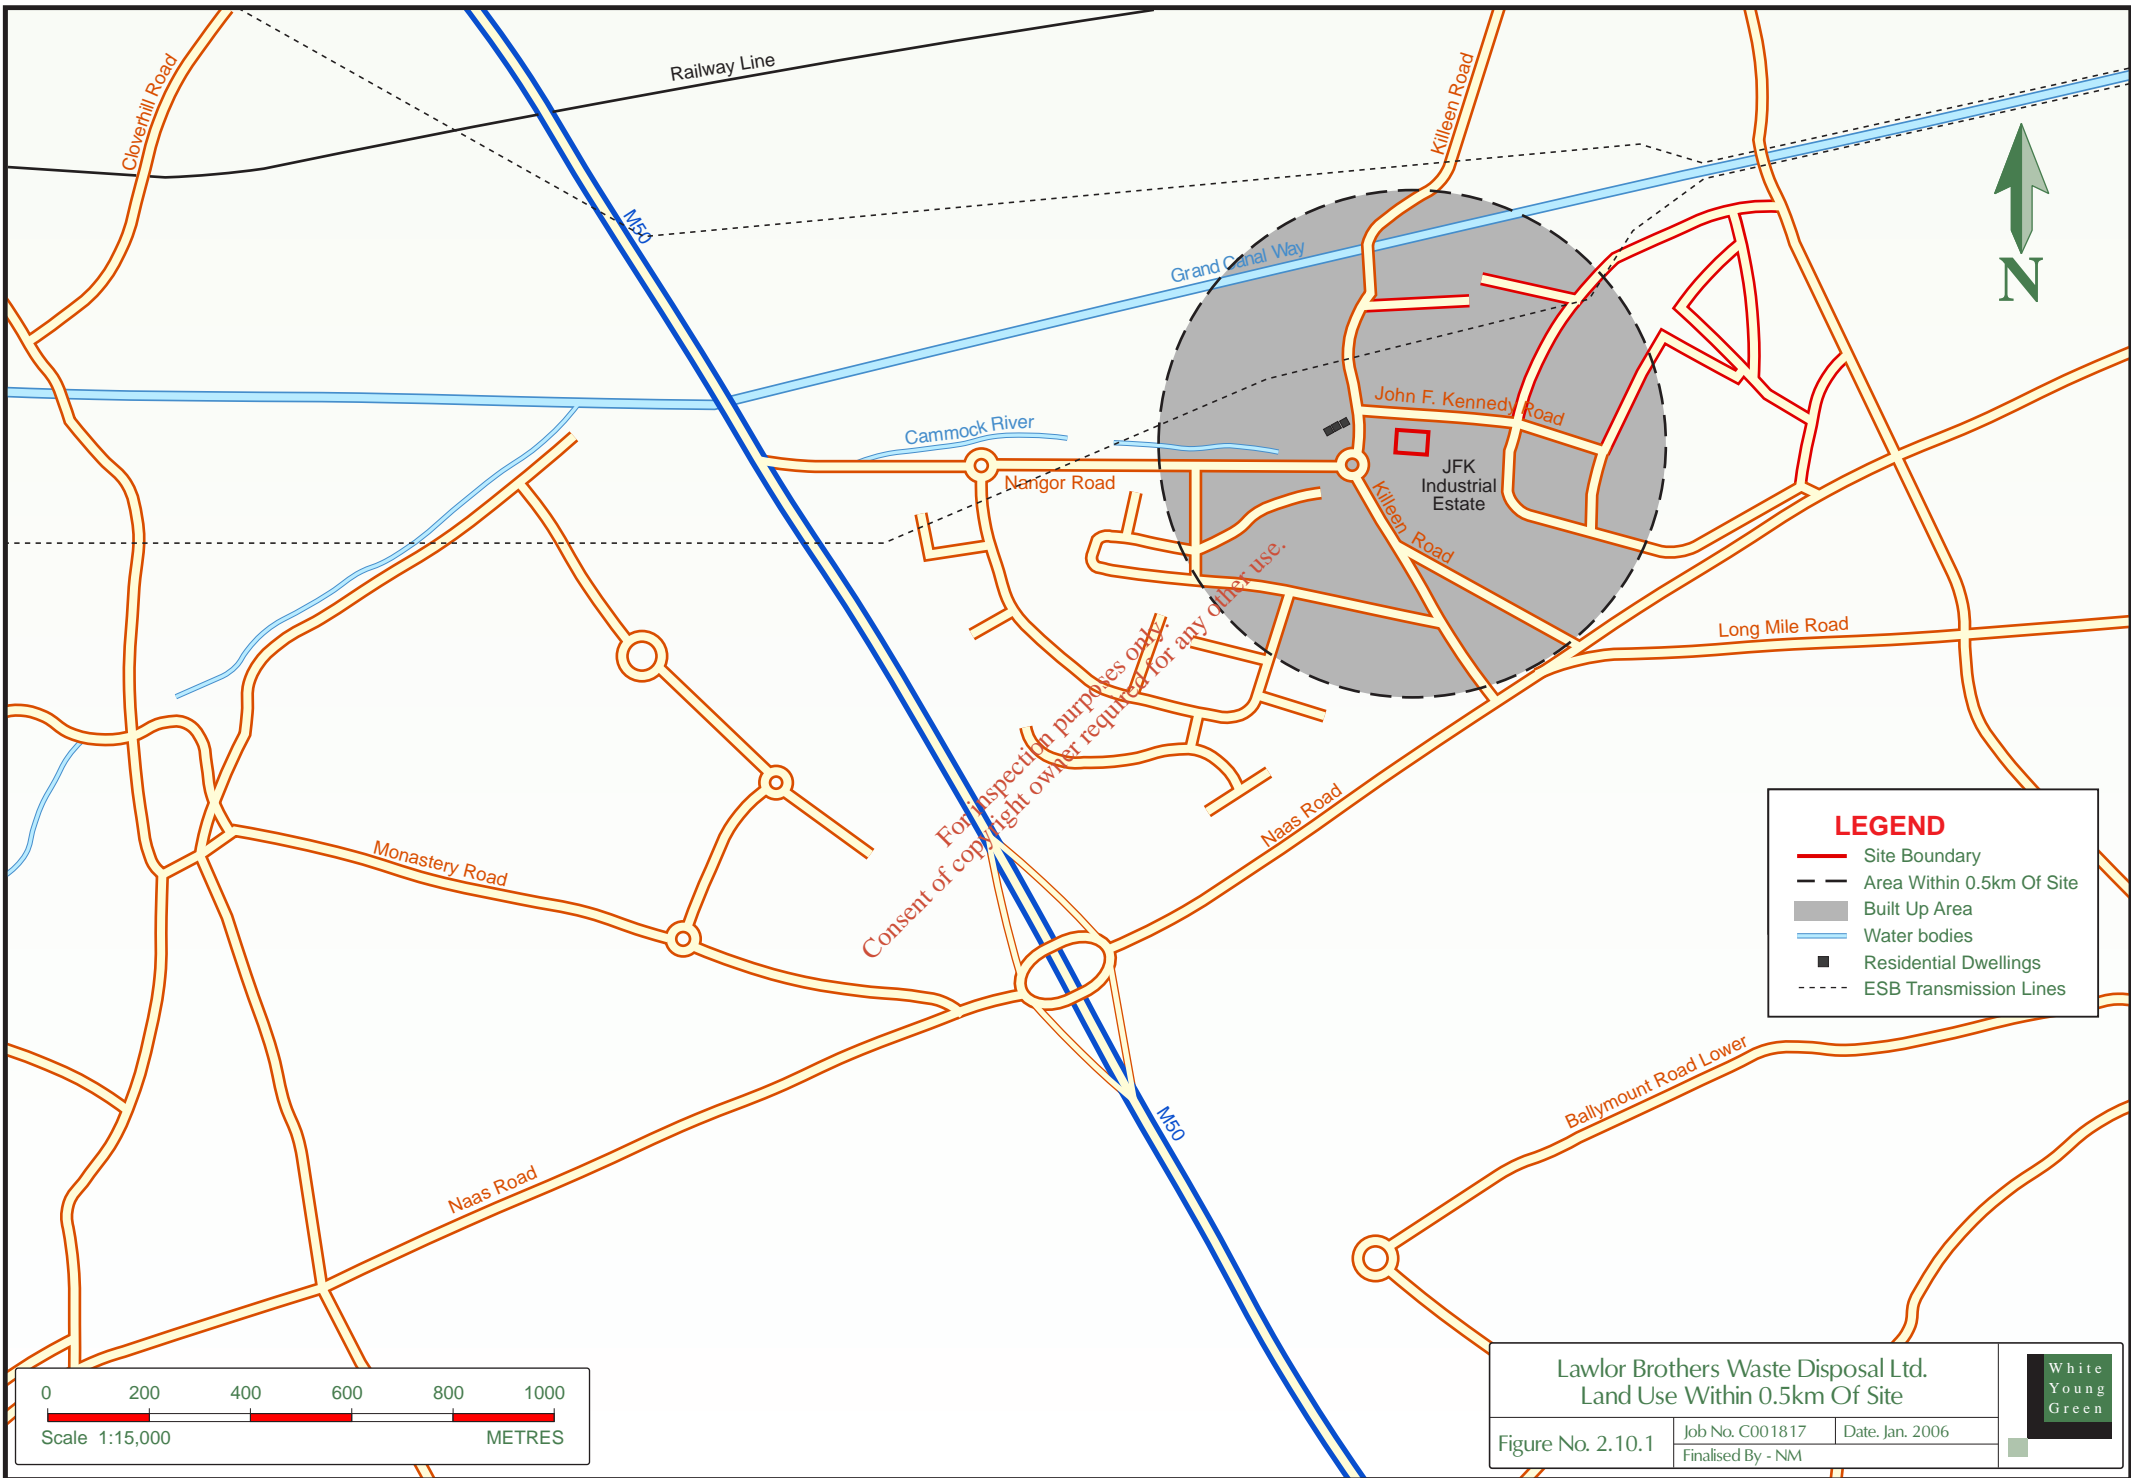 Cloverhill Road
Railway Line
Killeen Road
M50
Grand Canal Way
N
John F. Kennedy Road
Cammock River
Nangor Road
JFK
Industrial
Estate
Killeen Road
Long Mile Road
For inspection purposes only.
Consent of copyright owner required for any other use.
Naas Road
Monastery Road
LEGEND
Site Boundary
Area Within 0.5km Of Site
Built Up Area
Water bodies
Residential Dwellings
ESB Transmission Lines
Ballymount Road Lower
M50
Naas Road
0 200 400 600 800 1000
Scale 1:15,000 METRES
Lawlor Brothers Waste Disposal Ltd.
Land Use Within 0.5km Of Site
Figure No. 2.10.1
Job No. C001817
Date. Jan. 2006
Finalised By - NM
White
Young
Green